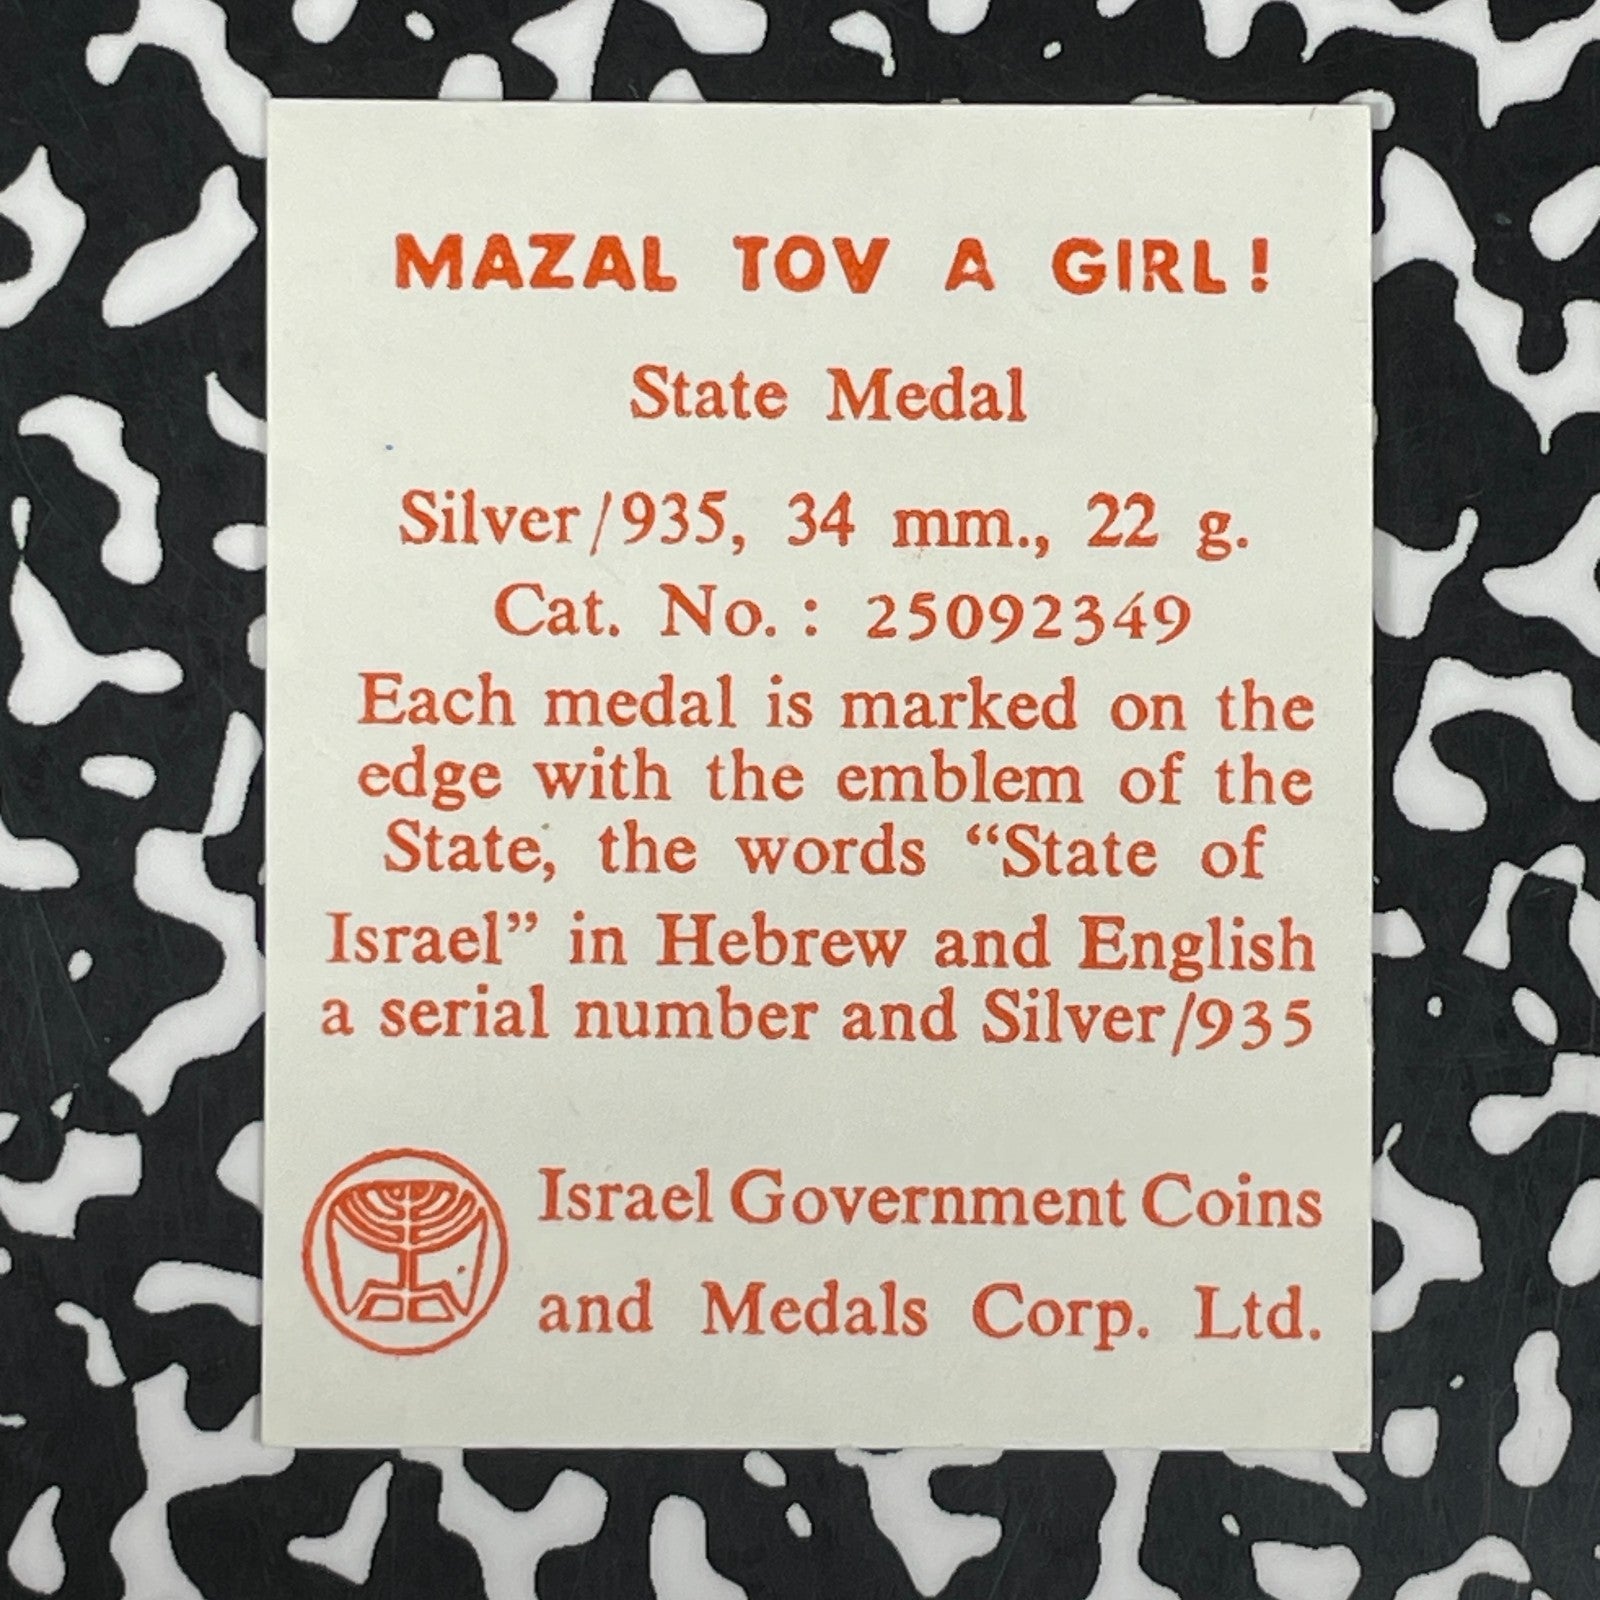 MAZAL TOV A GIRL!
State Medal
Silver/935, 34 mm., 22 g.
Cat. No.: 25092349
Each medal is marked on the
edge with the emblem of the
State, the words “State of
Israel” in Hebrew and English
a serial number and Silver/935
Israel Government Coins
and Medals Corp. Ltd.